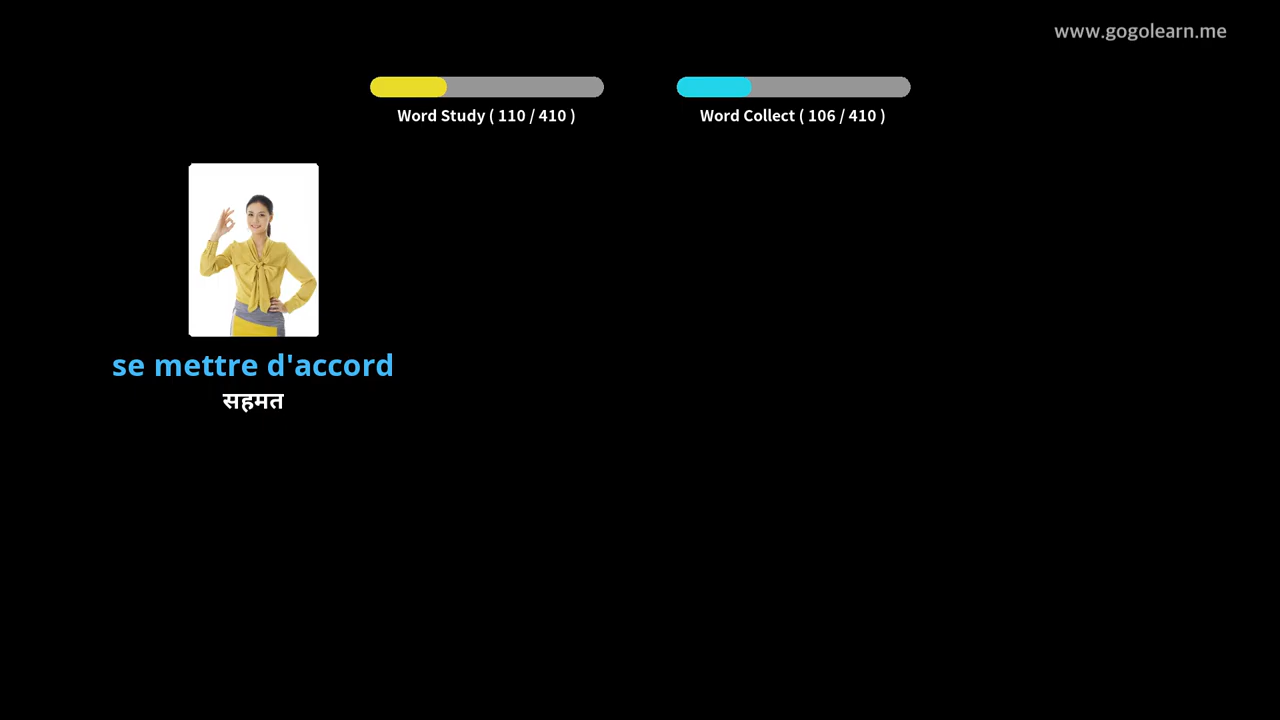 www.gogolearn.me
Word Study ( 110 / 410 )
Word Collect ( 106 / 410 )
se mettre d'accord
सहमत